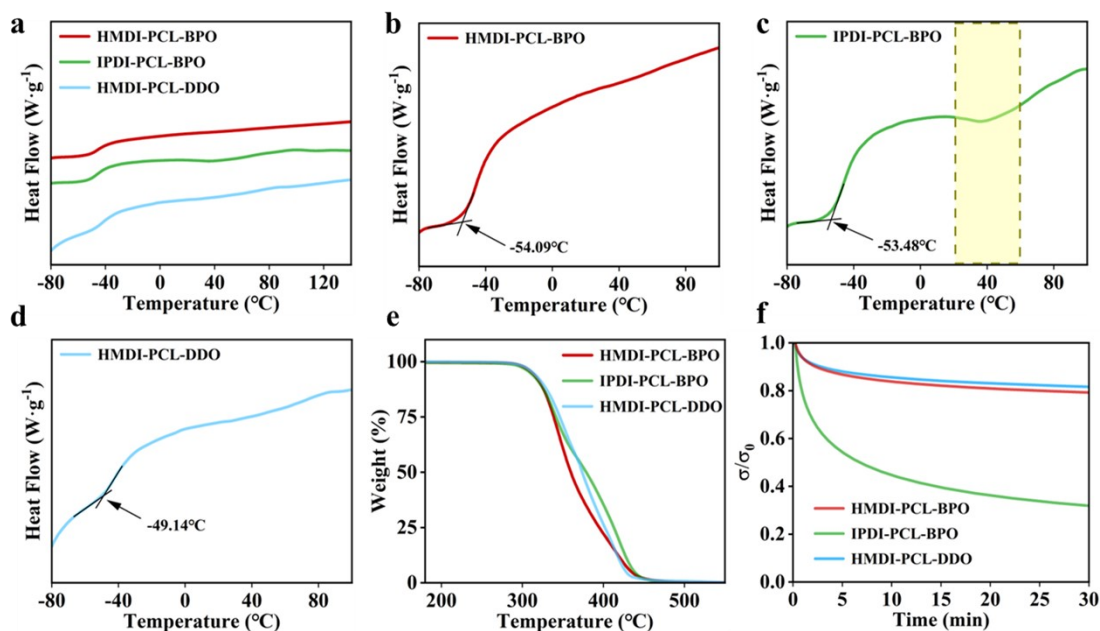 a
HMDI-PCL-BPO
IPDI-PCL-BPO
HMDI-PCL-DDO
Heat Flow (W·g⁻¹)
-80 -40 0 40 80 120
Temperature (℃)
b
HMDI-PCL-BPO
Heat Flow (W·g⁻¹)
-54.09℃
-80 -40 0 40 80
Temperature (℃)
c
IPDI-PCL-BPO
Heat Flow (W·g⁻¹)
-53.48℃
-80 -40 0 40 80
Temperature (℃)
d
HMDI-PCL-DDO
Heat Flow (W·g⁻¹)
-49.14℃
-80 -40 0 40 80
Temperature (℃)
e
HMDI-PCL-BPO
IPDI-PCL-BPO
HMDI-PCL-DDO
Weight (%)
100
75
50
25
0
200 300 400 500
Temperature (℃)
f
σ/σ₀
1.0
0.8
0.6
0.4
0.2
0.0
HMDI-PCL-BPO
IPDI-PCL-BPO
HMDI-PCL-DDO
0 5 10 15 20 25 30
Time (min)